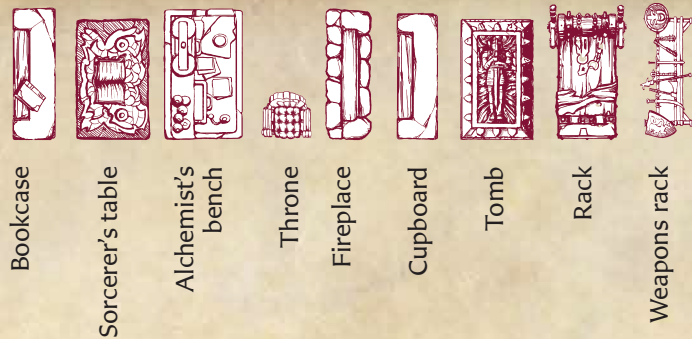 Bookcase
Sorcerer's table
Alchemist's
bench
Throne
Fireplace
Cupboard
Tomb
Rack
Weapons rack